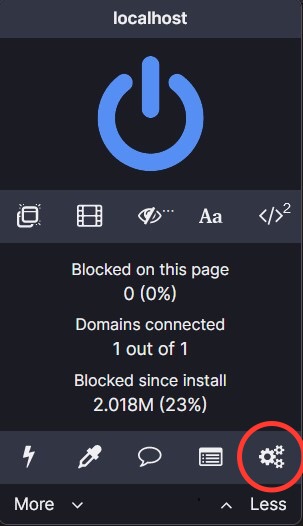 localhost
Aa
</> 2
Blocked on this page
0 (0%)
Domains connected
1 out of 1
Blocked since install
2.018M (23%)
More
Less